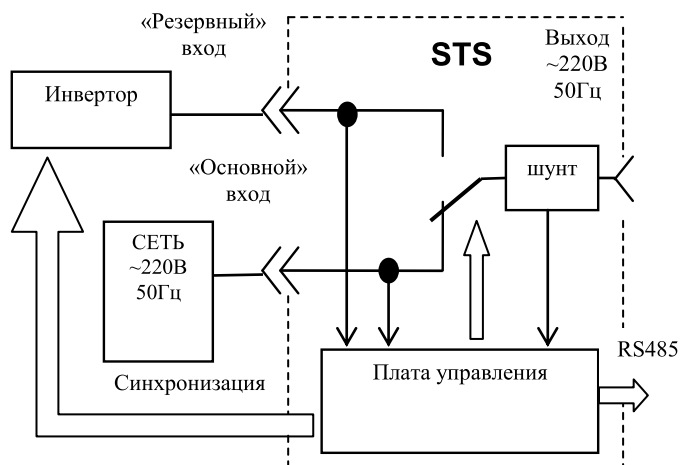 «Резервный»
вход
STS
Выход
~220В
50Гц
Инвертор
«Основной»
вход
шунт
СЕТЬ
~220В
50Гц
Синхронизация
Плата управления
RS485